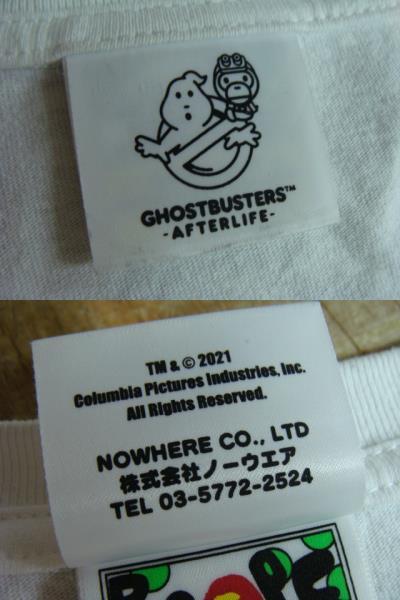 GHOSTBUSTERS™
-AFTERLIFE-
TM & © 2021
Columbia Pictures Industries, Inc.
All Rights Reserved.
NOWHERE CO., LTD
株式会社ノーウエア
TEL 03-5772-2524